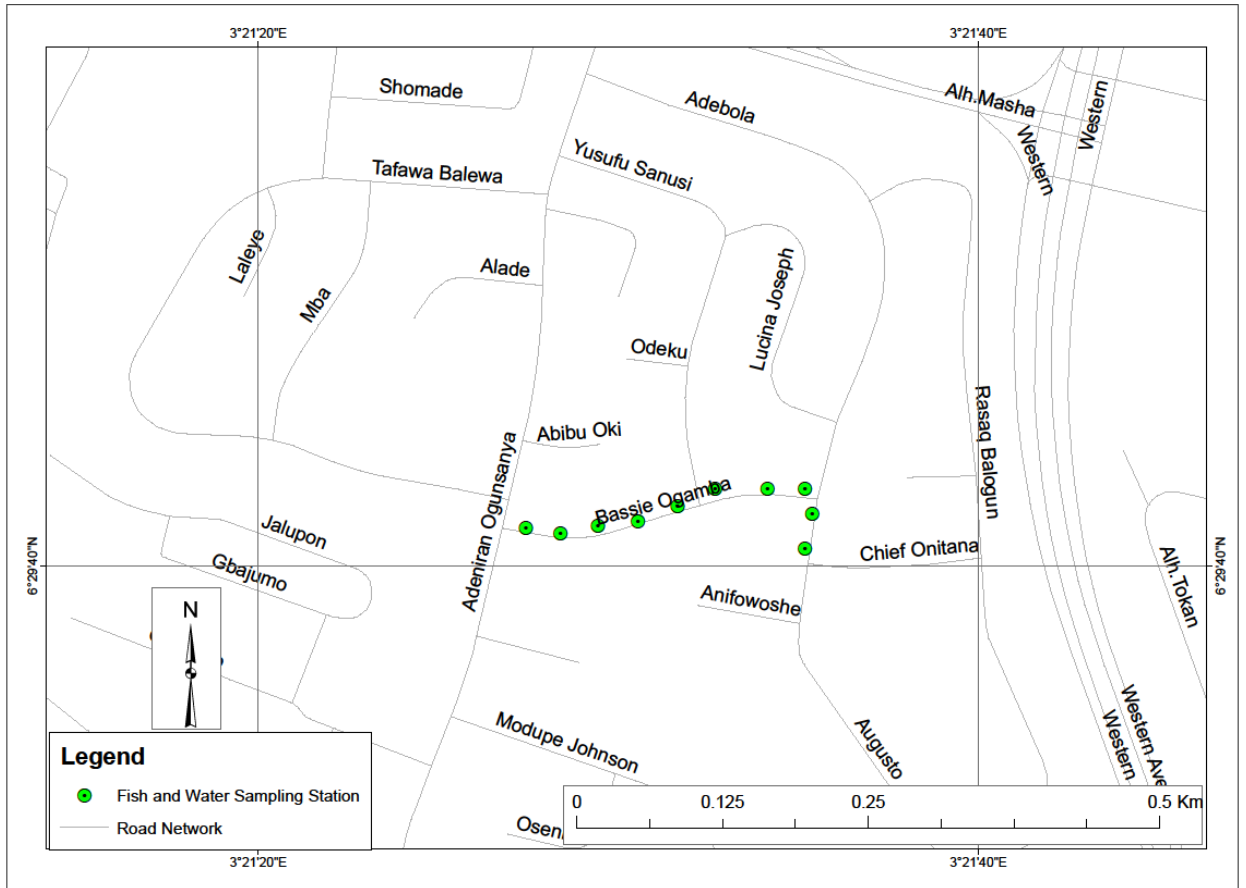 3°21'20"E
3°21'40"E
Shomade
Adebola
Alh.Masha
Western
Western
Yusufu Sanusi
Tafawa Balewa
Laleye
Alade
Mba
Lucina Joseph
Odeku
Rasaq Balogun
Abibu Oki
Adeniran Ogunsanya
Bassie Ogamba
Jalupon
Chief Onitana
Gbajumo
Alh.Tokan
6°29'40"N
6°29'40"N
Anifowoshe
N
Modupe Johnson
Augusto
Western
Western Ave
Legend
Fish and Water Sampling Station
Road Network
0 0.125 0.25 0.5 Km
3°21'20"E
3°21'40"E